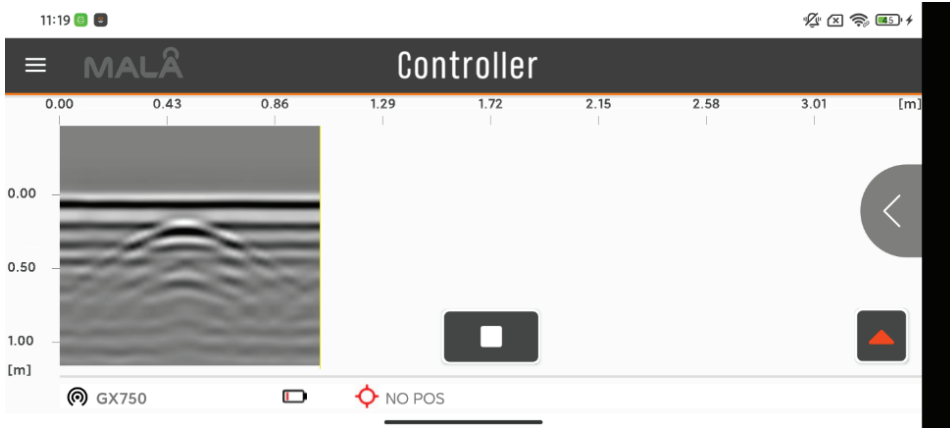 11:19 45
MALÅ Controller
0.00 0.43 0.86 1.29 1.72 2.15 2.58 3.01 [m]
0.00
0.50
1.00
[m]
GX750 NO POS